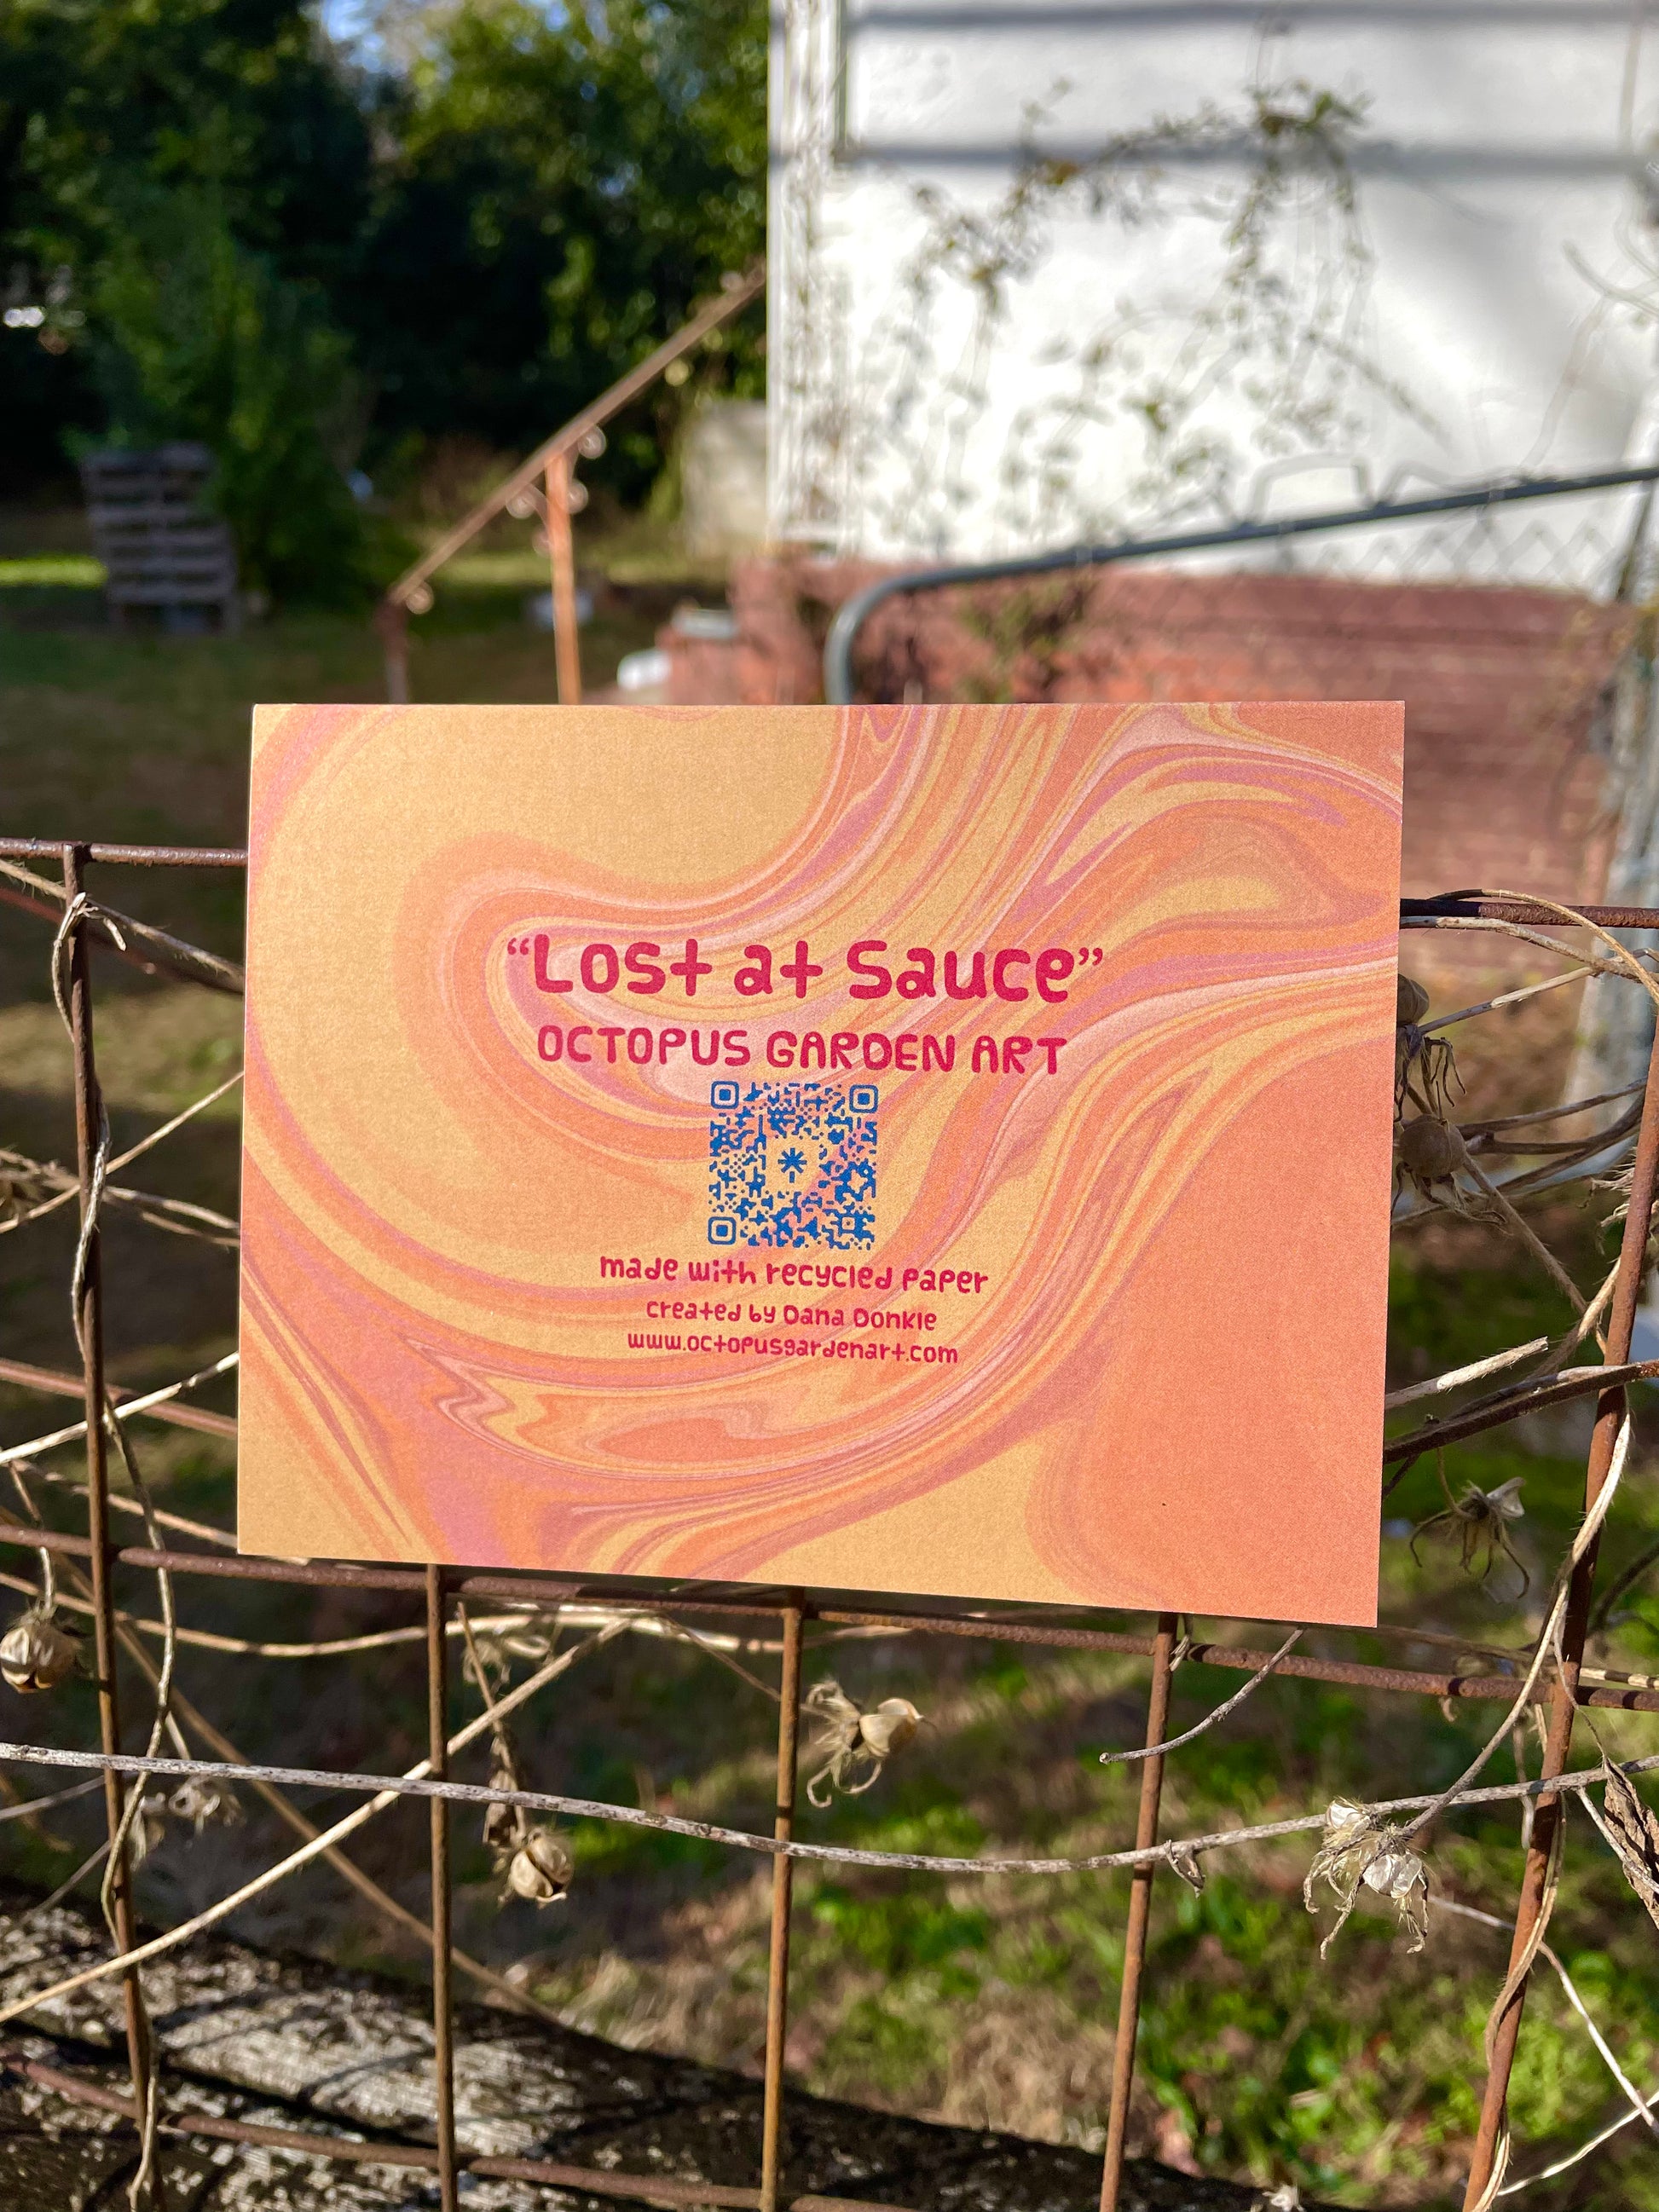 “Lost at Sauce”
OCTOPUS GARDEN ART
made with recycled paper
created by Dana Donkle
www.octopusgardenart.com